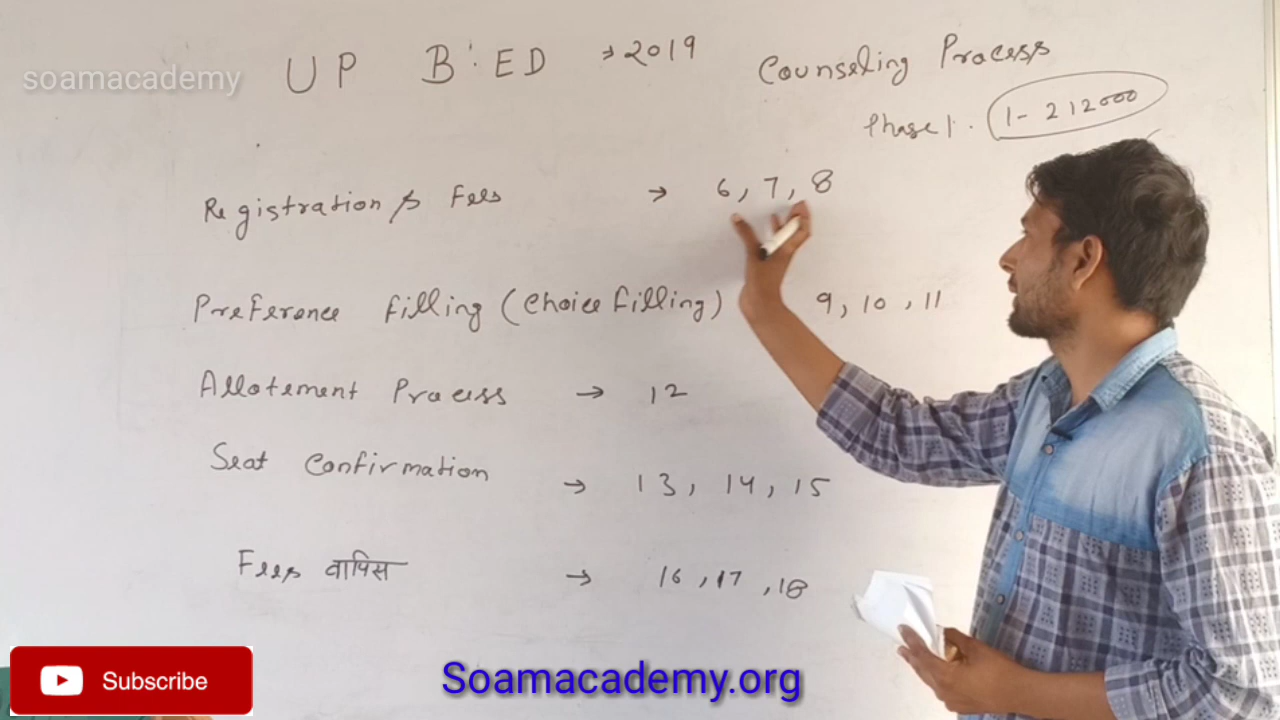 soamacademy
UP B.ED → 2019 Counseling Process
Phase 1. 1 - 212000
Registration & Fees → 6, 7, 8
Preference filling (Choice filling) 9, 10, 11
Allotement Process → 12
Seat Confirmation → 13, 14, 15
Fees वापिस → 16, 17, 18
Subscribe
Soamacademy.org